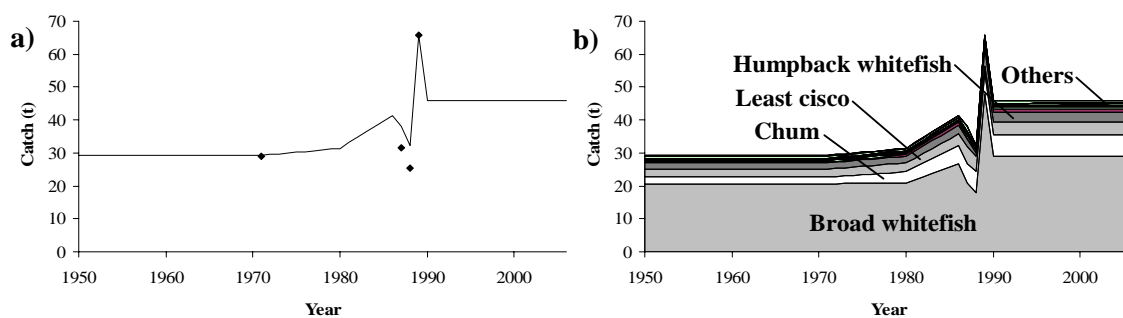 a)
70
60
50
40
30
20
10
0
Catch (t)
1950 1960 1970 1980 1990 2000
Year
b)
70
60
50
40
30
20
10
0
Catch (t)
Humpback whitefish
Others
Least cisco
Chum
Broad whitefish
1950 1960 1970 1980 1990 2000
Year